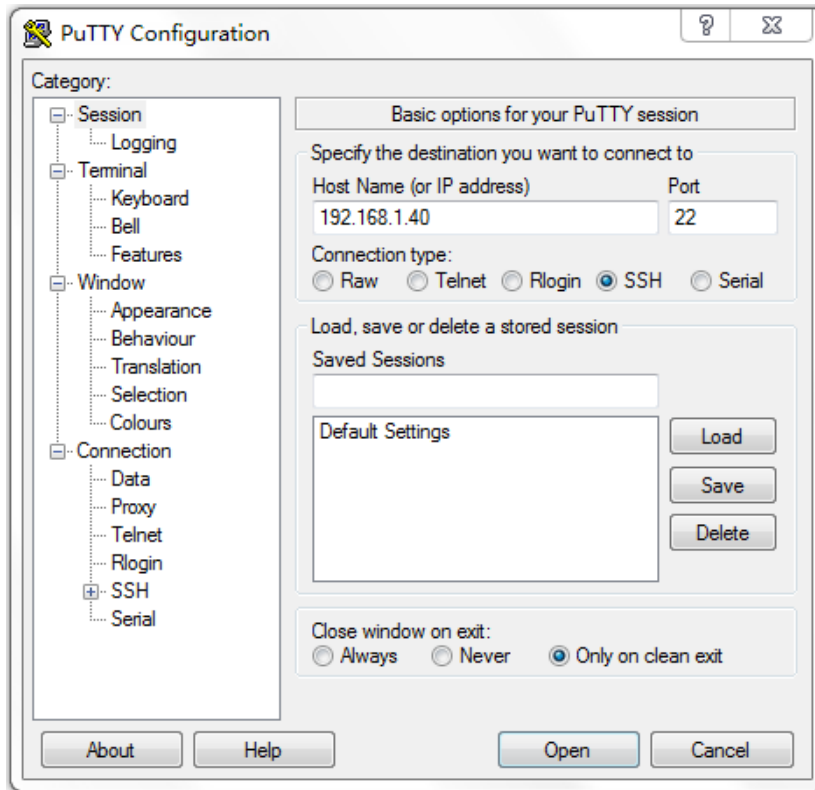 PuTTY Configuration
Category:
Session
Logging
Terminal
Keyboard
Bell
Features
Window
Appearance
Behaviour
Translation
Selection
Colours
Connection
Data
Proxy
Telnet
Rlogin
SSH
Serial
Basic options for your PuTTY session
Specify the destination you want to connect to
Host Name (or IP address) Port
192.168.1.40 22
Connection type:
Raw Telnet Rlogin SSH Serial
Load, save or delete a stored session
Saved Sessions
Default Settings
Load
Save
Delete
Close window on exit:
Always Never Only on clean exit
About Help Open Cancel